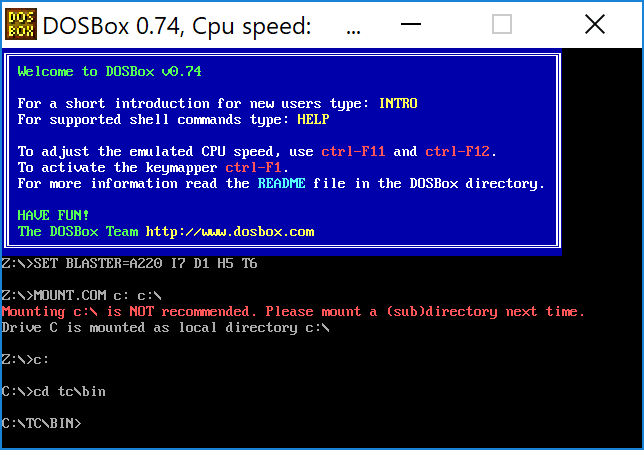 DOS BOX DOSBox 0.74, Cpu speed: ...
Welcome to DOSBox v0.74
For a short introduction for new users type: INTRO
For supported shell commands type: HELP
To adjust the emulated CPU speed, use ctrl-F11 and ctrl-F12.
To activate the keymapper ctrl-F1.
For more information read the README file in the DOSBox directory.
HAVE FUN!
The DOSBox Team http://www.dosbox.com
Z:\>SET BLASTER=A220 I7 D1 H5 T6
Z:\>MOUNT.COM c: c:\
Mounting c:\ is NOT recommended. Please mount a (sub)directory next time.
Drive C is mounted as local directory c:\
Z:\>c:
C:\>cd tc\bin
C:\TC\BIN>